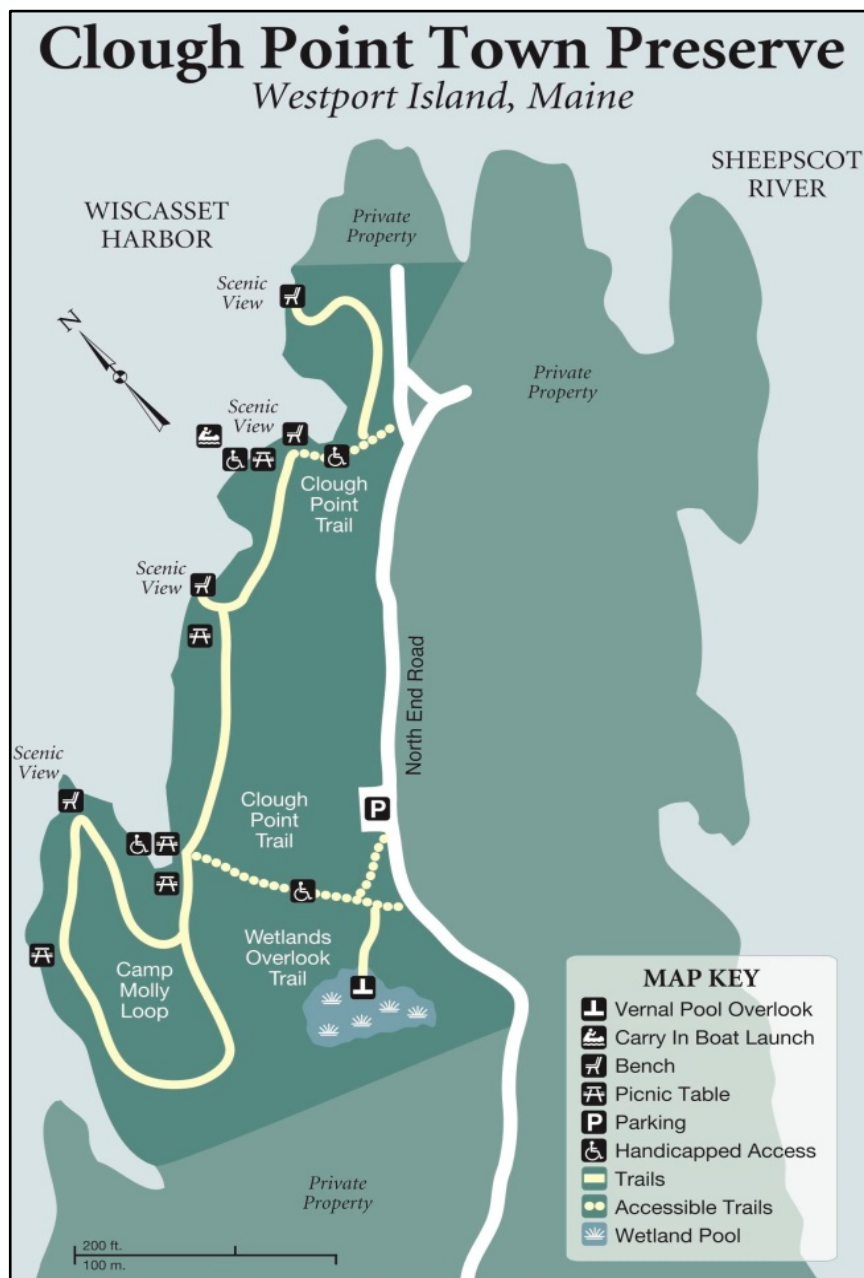 Clough Point Town Preserve
Westport Island, Maine
SHEEPSCOT
RIVER
WISCASSET
HARBOR
Private
Property
Scenic
View
N
Private
Property
Scenic
View
Clough
Point
Trail
Scenic
View
North End Road
Scenic
View
Clough
Point
Trail
P
Wetlands
Overlook
Trail
Camp
Molly
Loop
MAP KEY
Vernal Pool Overlook
Carry In Boat Launch
Bench
Picnic Table
P Parking
Handicapped Access
Trails
Accessible Trails
Wetland Pool
Private
Property
200 ft.
100 m.